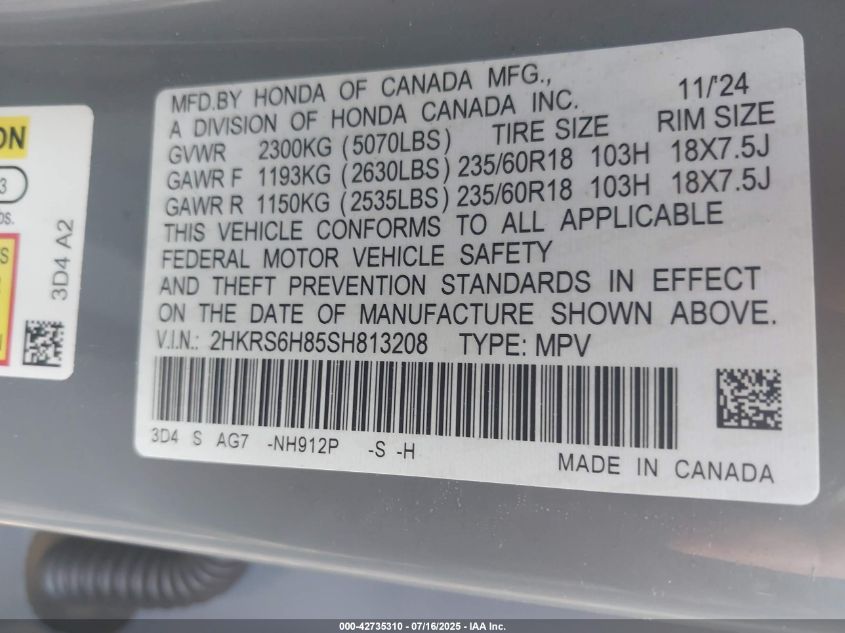 MFD.BY HONDA OF CANADA MFG., 11/'24
A DIVISION OF HONDA CANADA INC.
GVWR 2300KG (5070LBS) TIRE SIZE RIM SIZE
GAWR F 1193KG (2630LBS) 235/60R18 103H 18X7.5J
GAWR R 1150KG (2535LBS) 235/60R18 103H 18X7.5J
THIS VEHICLE CONFORMS TO ALL APPLICABLE
FEDERAL MOTOR VEHICLE SAFETY
AND THEFT PREVENTION STANDARDS IN EFFECT
ON THE DATE OF MANUFACTURE SHOWN ABOVE.
V.I.N.: 2HKRS6H85SH813208 TYPE: MPV
3D4 S AG7 -NH912P -S -H
MADE IN CANADA
ON
3
3D4 A2
000-42735310 - 07/16/2025 - IAA Inc.